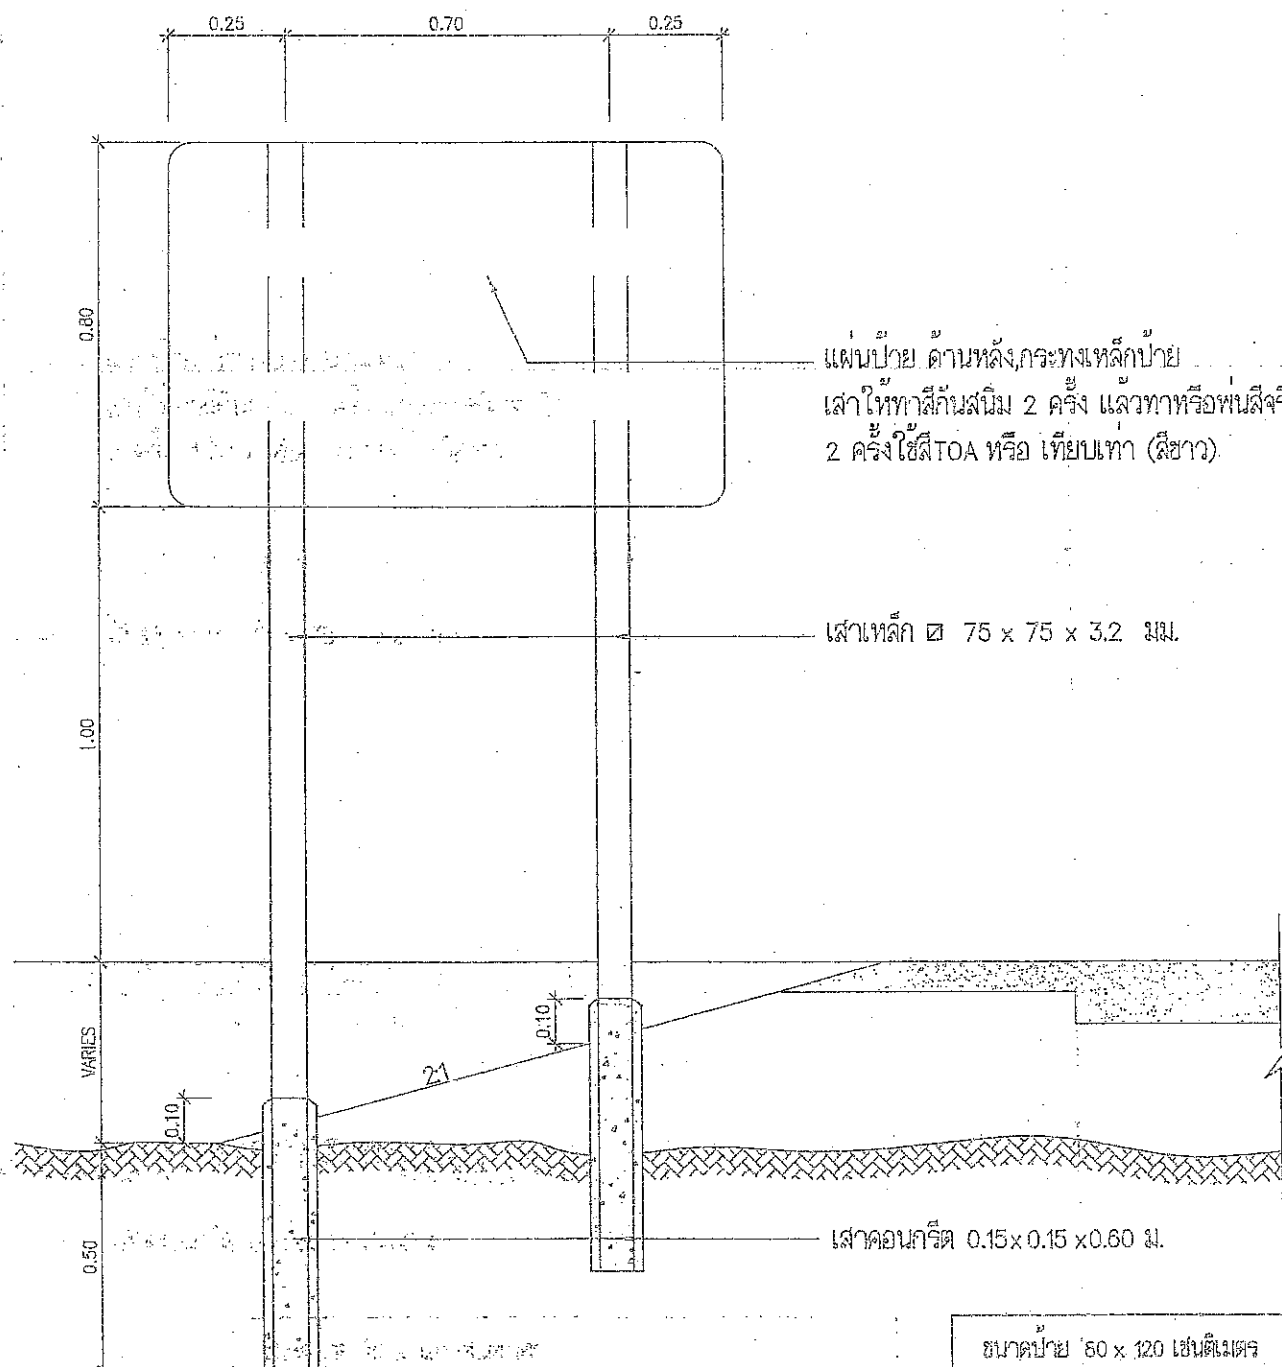 0.25 0.70 0.25
0.80
แผ่นป้าย ด้านหลัง,กระทงเหล็กป้าย
เสาให้ทาสีกันสนิม 2 ครั้ง แล้วทาหรือพ่นสีจริ
2 ครั้งใช้สีTOA หรือ เทียบเท่า (สีขาว)
เสาเหล็ก 75 x 75 x 3.2 มม.
1.00
0.10
VARIES
2:1
0.10
เสาคอนกรีต 0.15x0.15x0.60 ม.
0.50
ขนาดป้าย 80 x 120 เซนติเมตร